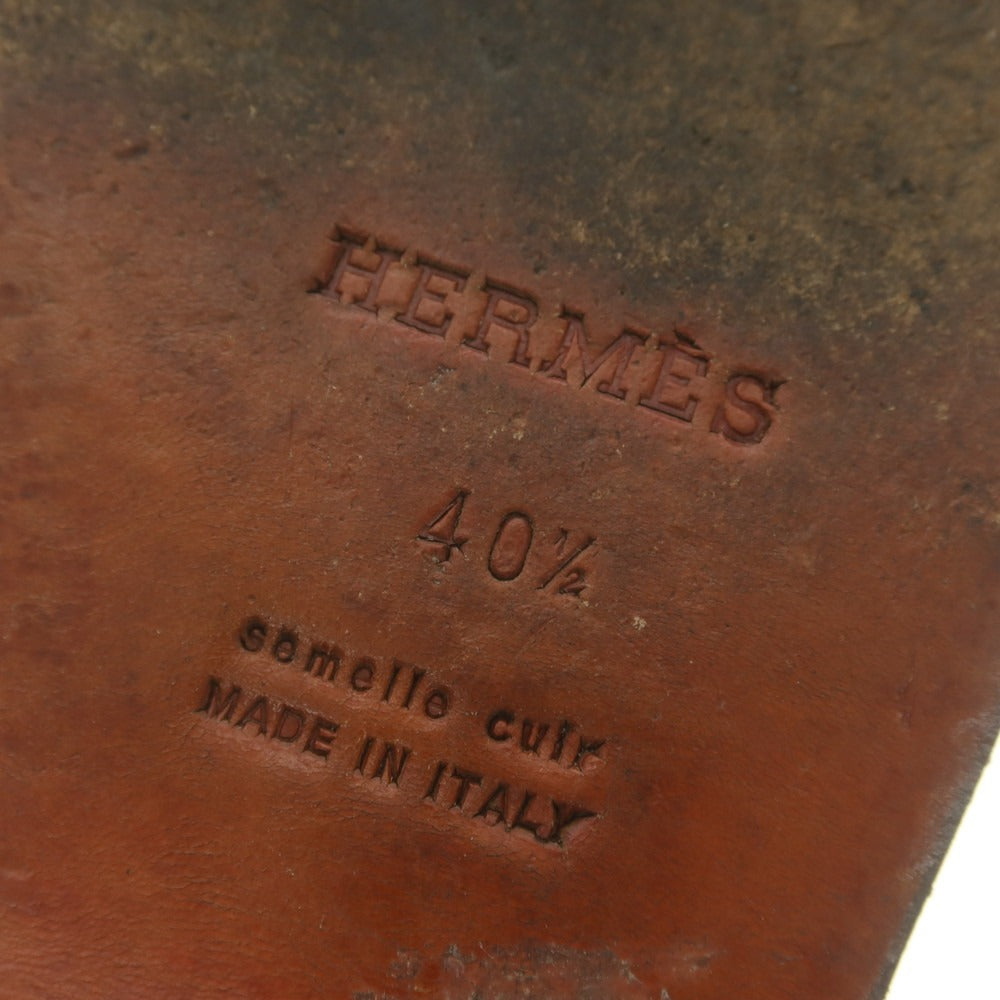 HERMÈS
40½
semelle cuir
MADE IN ITALY